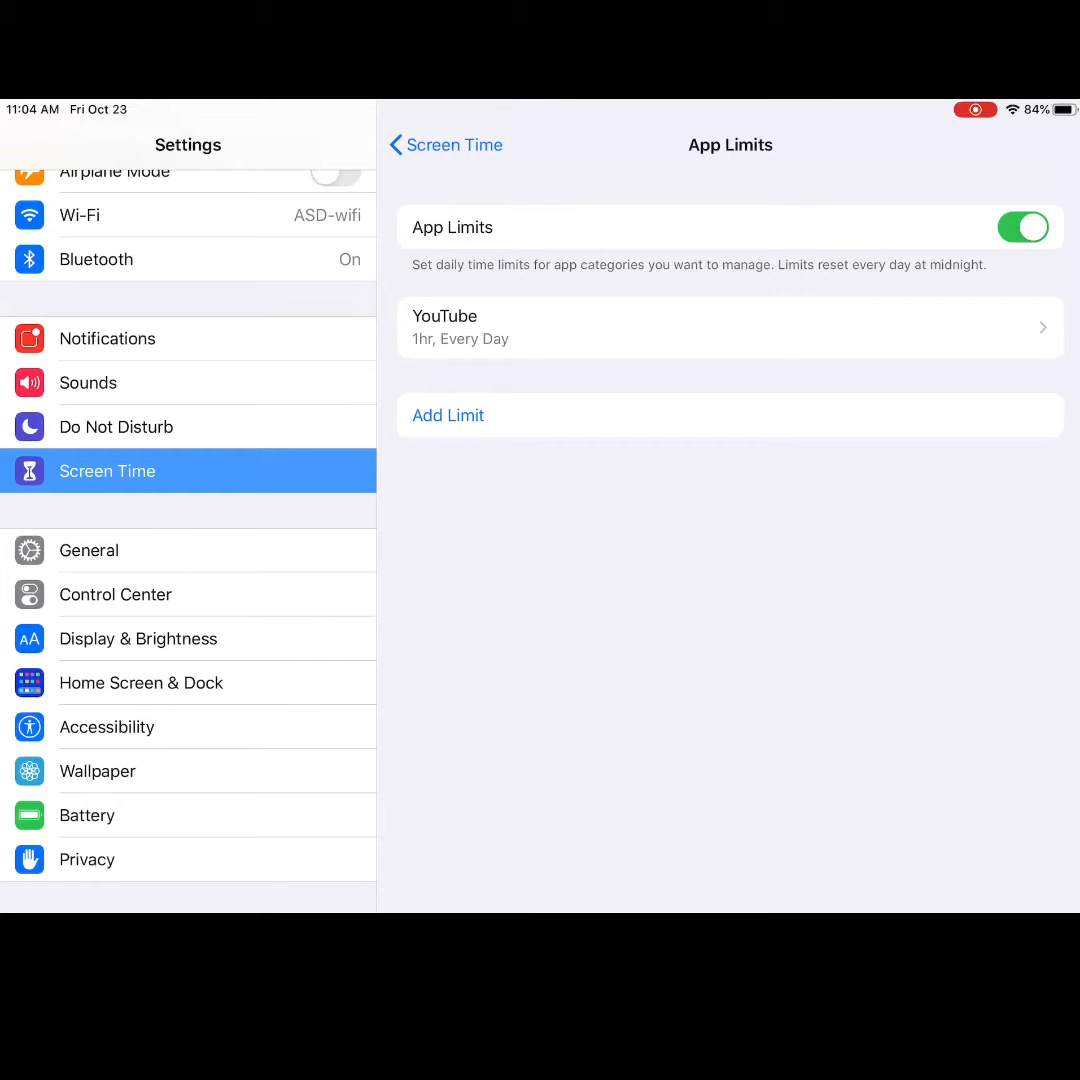 11:04 AM Fri Oct 23
84%
Settings
Airplane Mode
Wi-Fi
ASD-wifi
Bluetooth
On
Notifications
Sounds
Do Not Disturb
Screen Time
General
Control Center
AA
Display & Brightness
Home Screen & Dock
Accessibility
Wallpaper
Battery
Privacy
Screen Time
App Limits
App Limits
Set daily time limits for app categories you want to manage. Limits reset every day at midnight.
YouTube
1hr, Every Day
Add Limit